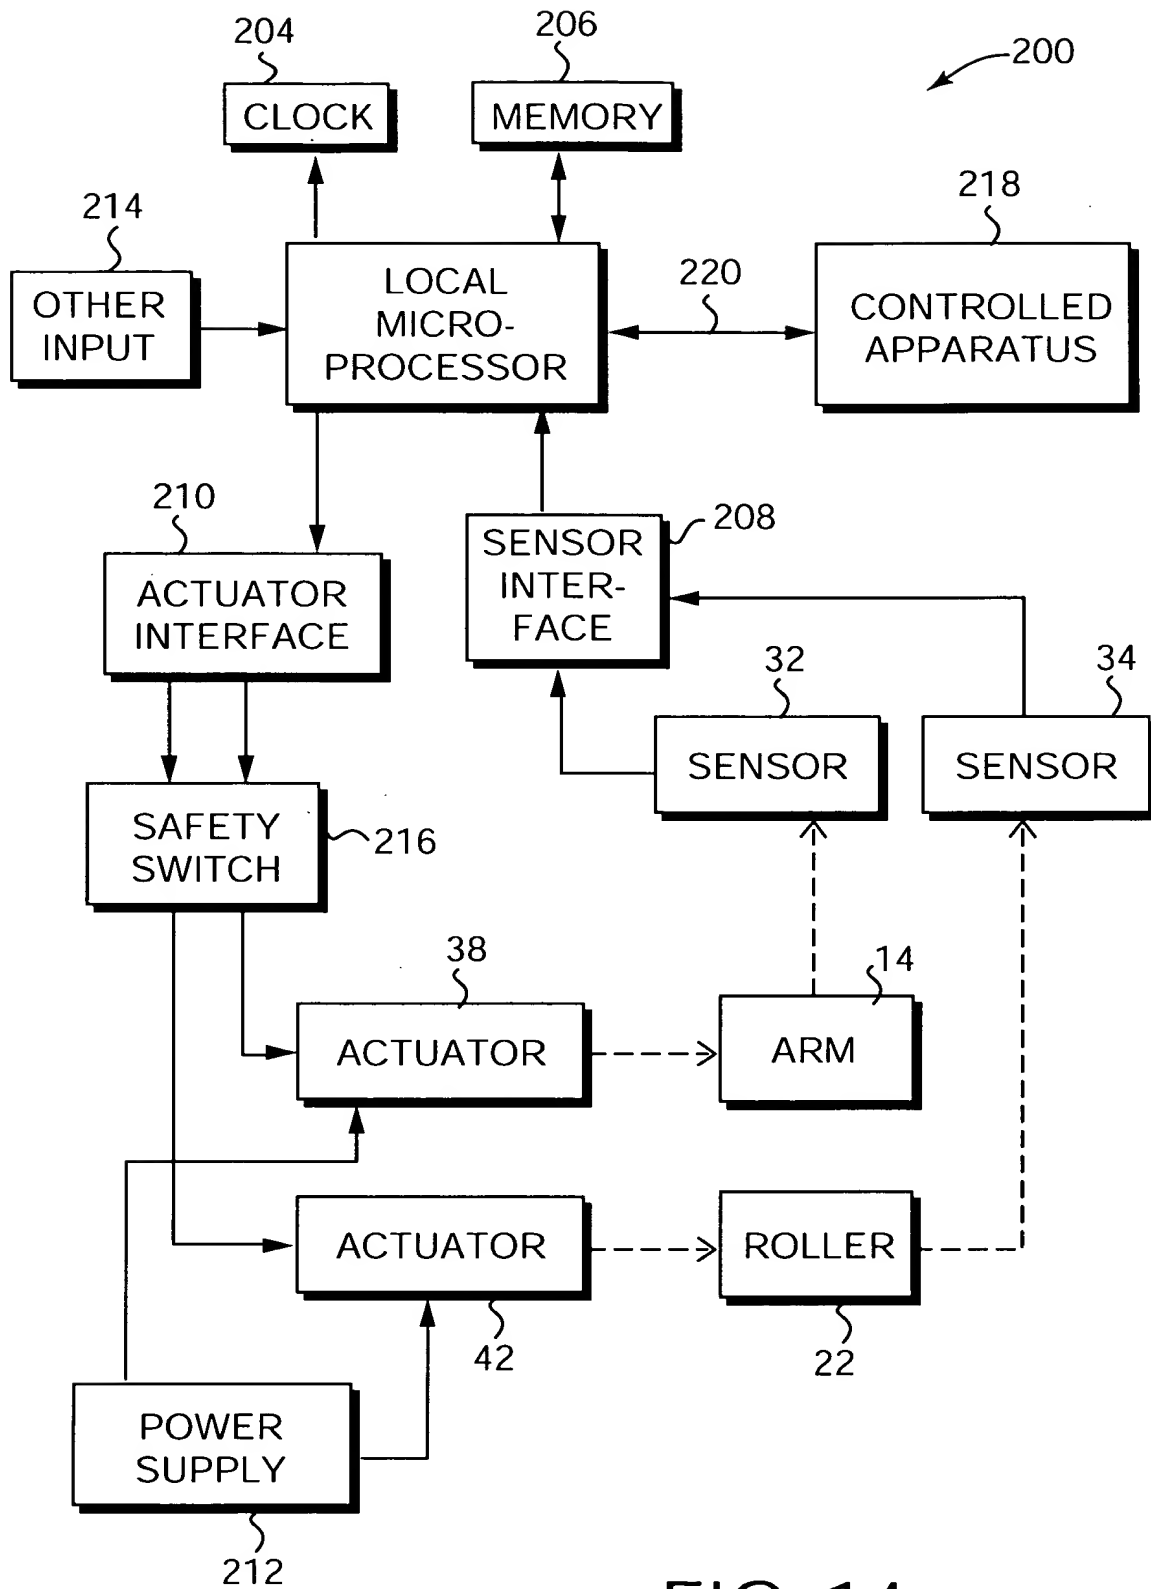 204
206
200
CLOCK
MEMORY
214
218
OTHER
INPUT
LOCAL
MICRO-
PROCESSOR
220
CONTROLLED
APPARATUS
210
208
ACTUATOR
INTERFACE
SENSOR
INTER-
FACE
32
34
SENSOR
SENSOR
SAFETY
SWITCH
216
38
14
ACTUATOR
ARM
ACTUATOR
ROLLER
42
22
POWER
SUPPLY
212